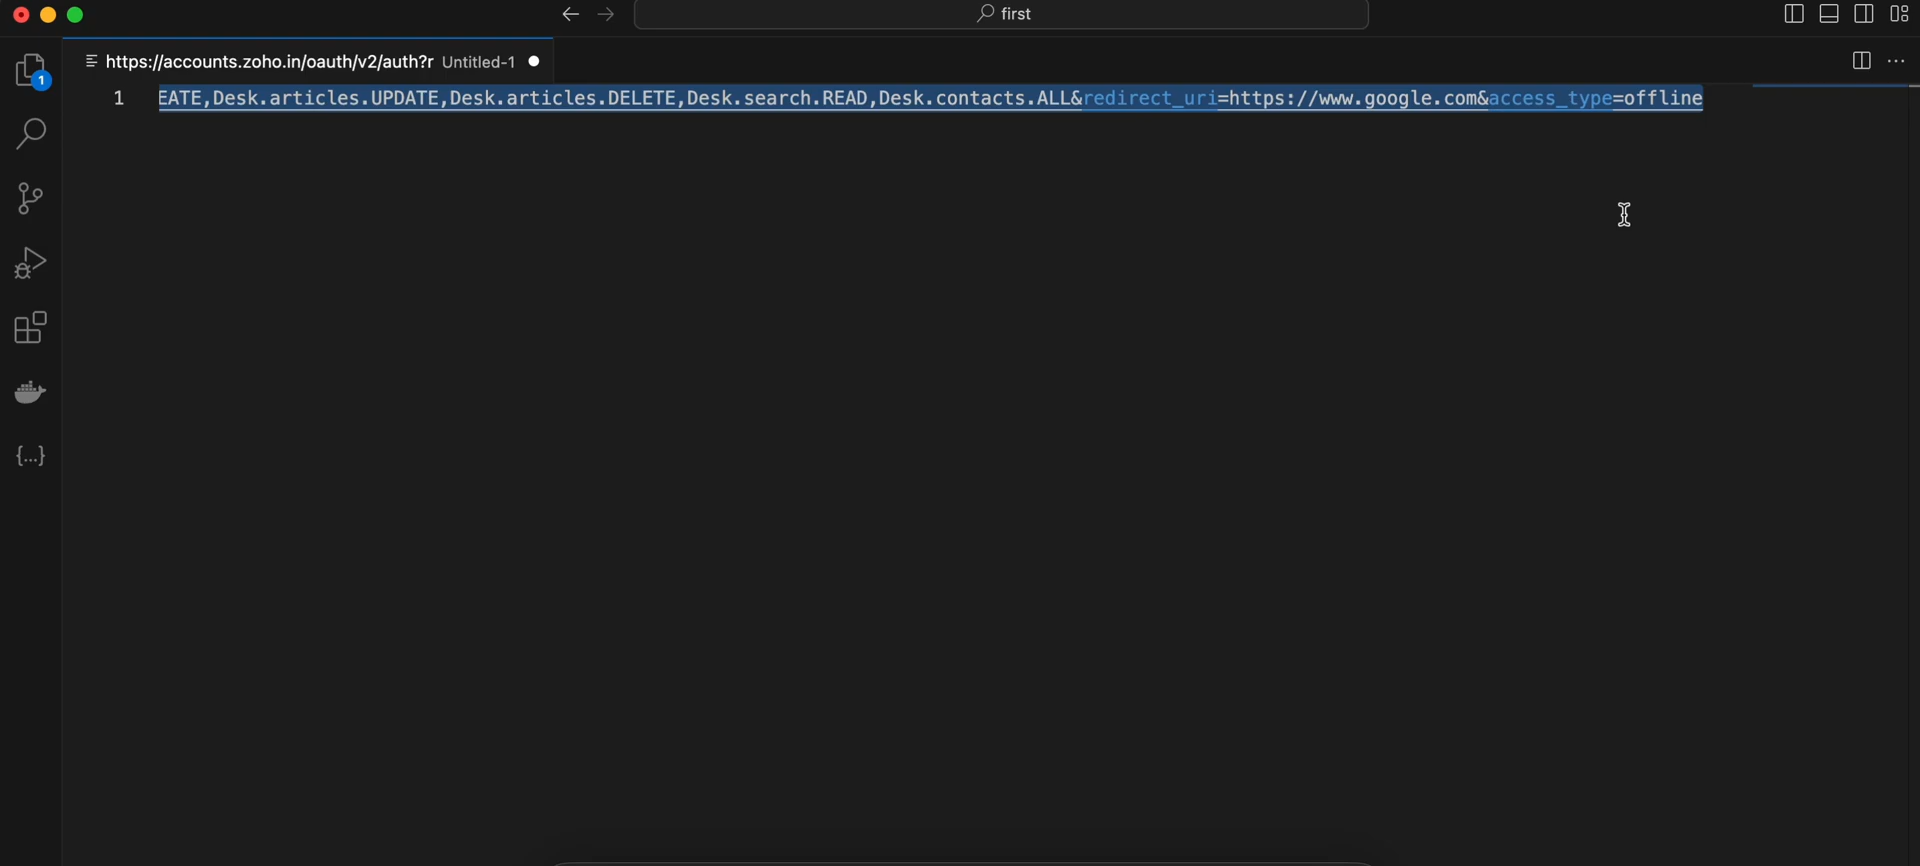 first
https://accounts.zoho.in/oauth/v2/auth?r Untitled-1
1
1 EATE,Desk.articles.UPDATE,Desk.articles.DELETE,Desk.search.READ,Desk.contacts.ALL&redirect_uri=https://www.google.com&access_type=offline
{...}